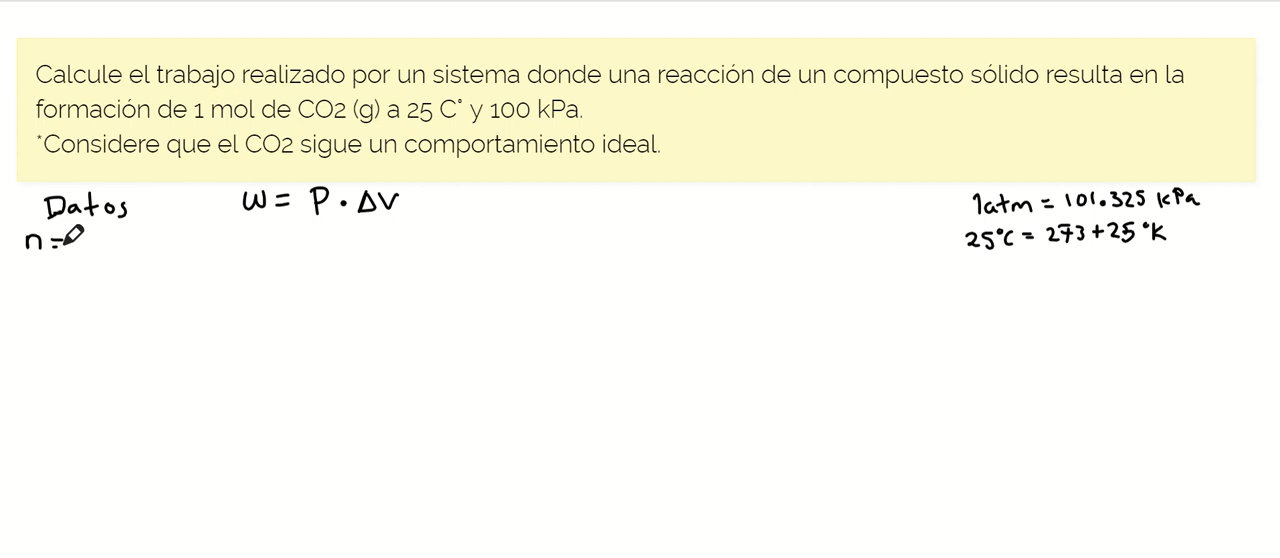 Calcule el trabajo realizado por un sistema donde una reacción de un compuesto sólido resulta en la
formación de 1 mol de CO2 (g) a 25 C° y 100 kPa.
*Considere que el CO2 sigue un comportamiento ideal.
Datos
w = P · ΔV
1atm = 101.325 kPa
n =
25°C = 273 + 25 °K